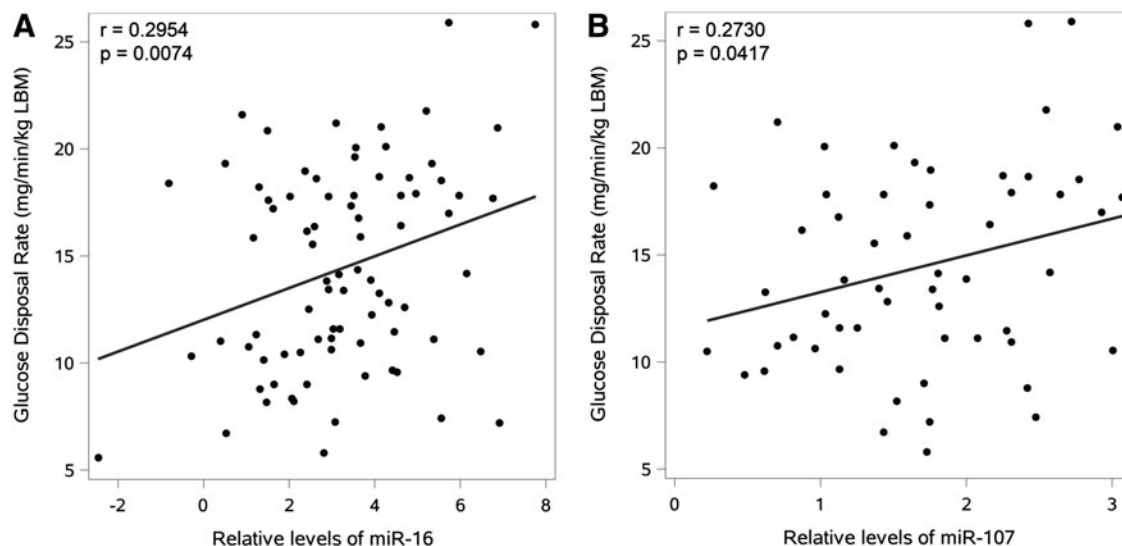 A
r = 0.2954
p = 0.0074
Glucose Disposal Rate (mg/min/kg LBM)
25
20
15
10
5
-2 0 2 4 6 8
Relative levels of miR-16
B
r = 0.2730
p = 0.0417
Glucose Disposal Rate (mg/min/kg LBM)
25
20
15
10
5
0 1 2 3
Relative levels of miR-107